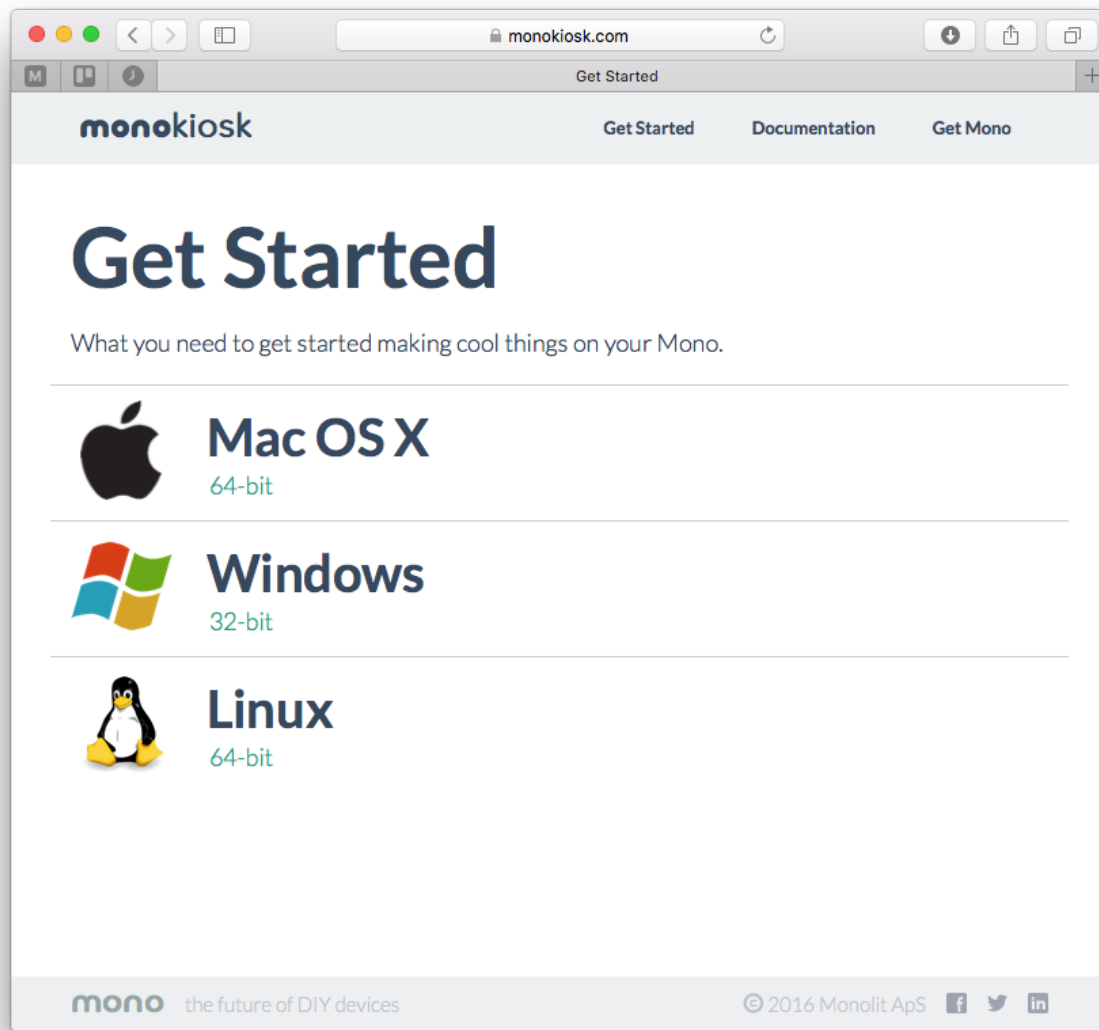 monokiosk.com
M
Get Started
monokiosk
Get Started Documentation Get Mono
Get Started
What you need to get started making cool things on your Mono.
Mac OS X
64-bit
Windows
32-bit
Linux
64-bit
mono the future of DIY devices © 2016 Monolit ApS f in